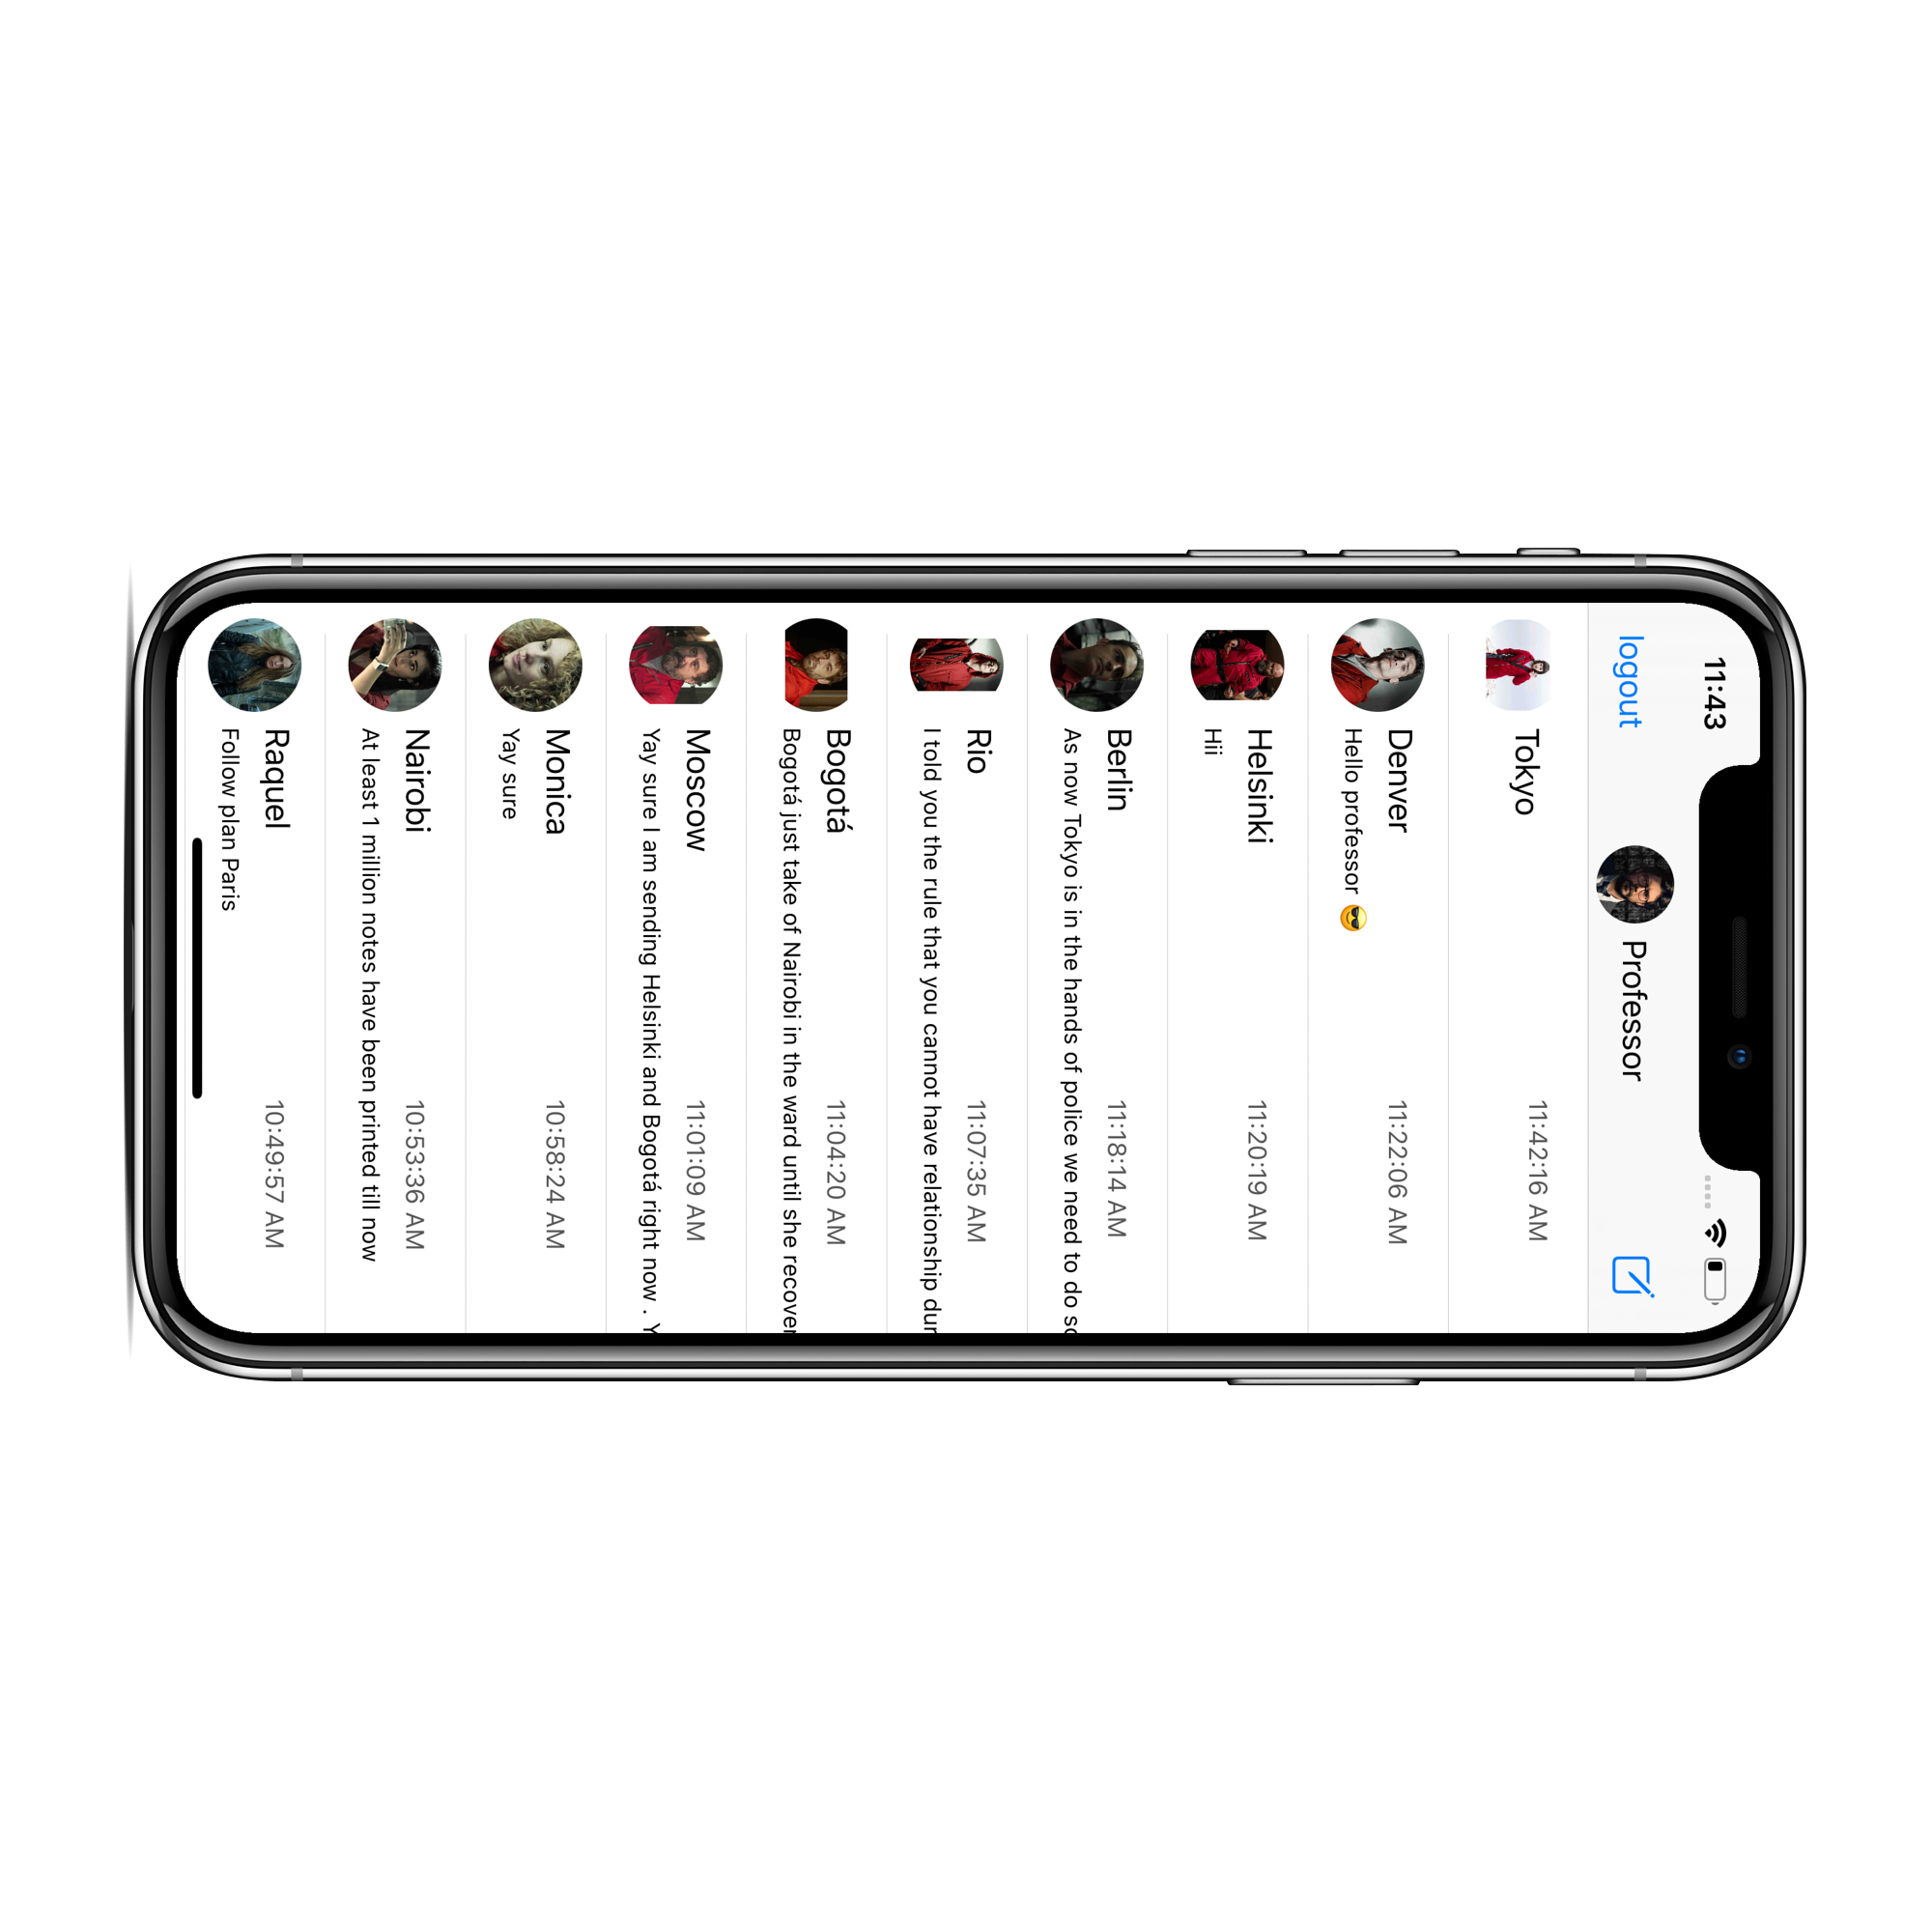 11:43
logout
Professor
Tokyo
11:42:16 AM
Denver
11:22:06 AM
Hello professor 😎
Helsinki
11:20:19 AM
Hii
Berlin
11:18:14 AM
As now Tokyo is in the hands of police we need to do so
Rio
11:07:35 AM
I told you the rule that you cannot have relationship dur
Bogotá
11:04:20 AM
Bogotá just take of Nairobi in the ward until she recover
Moscow
11:01:09 AM
Yay sure I am sending Helsinki and Bogotá right now . Y
Monica
10:58:24 AM
Yay sure
Nairobi
10:53:36 AM
At least 1 million notes have been printed till now
Raquel
10:49:57 AM
Follow plan Paris